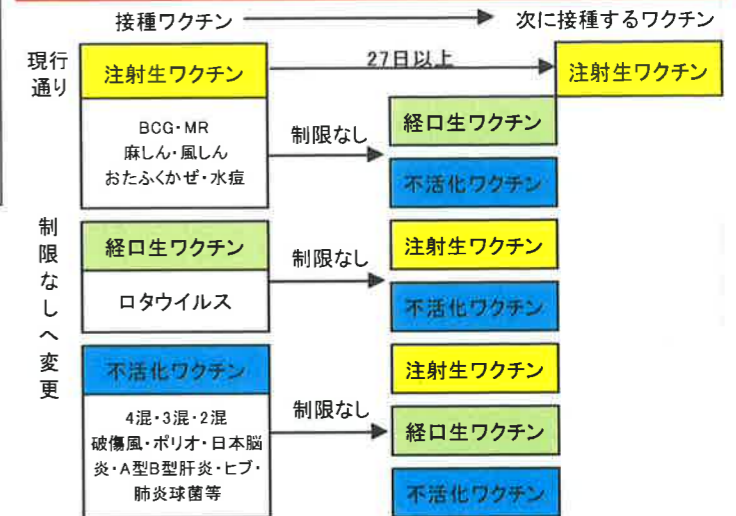 接種ワクチン
次に接種するワクチン
現行
通り
注射生ワクチン
27日以上
注射生ワクチン
BCG・MR
麻しん・風しん
おたふくかぜ・水痘
制限なし
経口生ワクチン
不活化ワクチン
制限なしへ変更
経口生ワクチン
ロタウイルス
制限なし
注射生ワクチン
不活化ワクチン
不活化ワクチン
4混・3混・2混
破傷風・ポリオ・日本脳
炎・A型B型肝炎・ヒブ・
肺炎球菌等
制限なし
注射生ワクチン
経口生ワクチン
不活化ワクチン